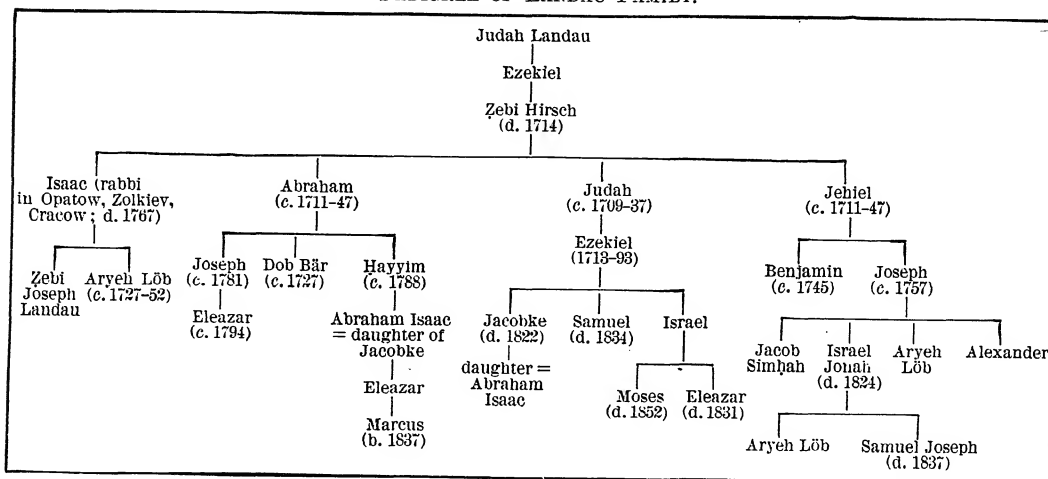 Judah Landau
Ezekiel
Ẓebi Hirsch
(d. 1714)
Isaac (rabbi
in Opatow, Zolkiev,
Cracow; d. 1767)
Abraham
(c. 1711-47)
Judah
(c. 1709-37)
Jehiel
(c. 1711-47)
Ẓebi
Joseph
Landau
Aryeh Löb
(c. 1727-52)
Joseph
(c. 1781)
Dob Bär
(c. 1727)
Ḥayyim
(c. 1788)
Ezekiel
(1713-93)
Benjamin
(c. 1745)
Joseph
(c. 1757)
Eleazar
(c. 1794)
Abraham Isaac
= daughter of
Jacobke
Eleazar
Marcus
(b. 1837)
Jacobke
(d. 1822)
Samuel
(d. 1834)
Israel
daughter =
Abraham
Isaac
Moses
(d. 1852)
Eleazar
(d. 1831)
Jacob
Simḥah
Israel
Jonah
(d. 1824)
Aryeh
Löb
Alexander
Aryeh Löb
Samuel Joseph
(d. 1837)